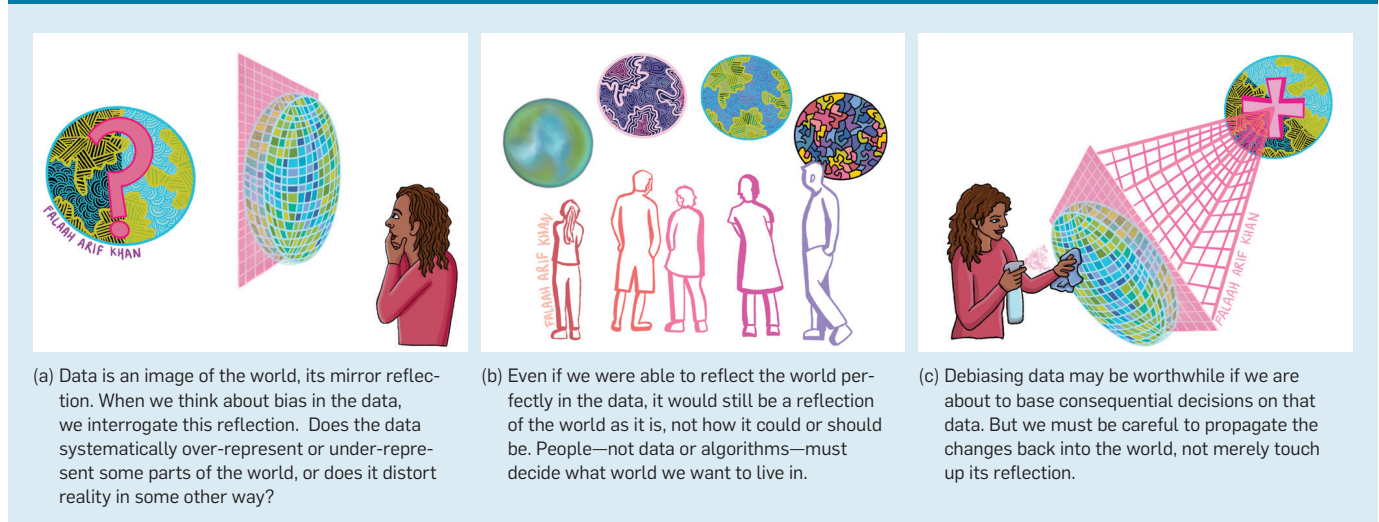 FALAAH ARIF KHAN
FALAAH ARIF KHAN
FALAAH ARIF KHAN
(a) Data is an image of the world, its mirror reflec-
tion. When we think about bias in the data,
we interrogate this reflection. Does the data
systematically over-represent or under-repre-
sent some parts of the world, or does it distort
reality in some other way?
(b) Even if we were able to reflect the world per-
fectly in the data, it would still be a reflection
of the world as it is, not how it could or should
be. People—not data or algorithms—must
decide what world we want to live in.
(c) Debiasing data may be worthwhile if we are
about to base consequential decisions on that
data. But we must be careful to propagate the
changes back into the world, not merely touch
up its reflection.